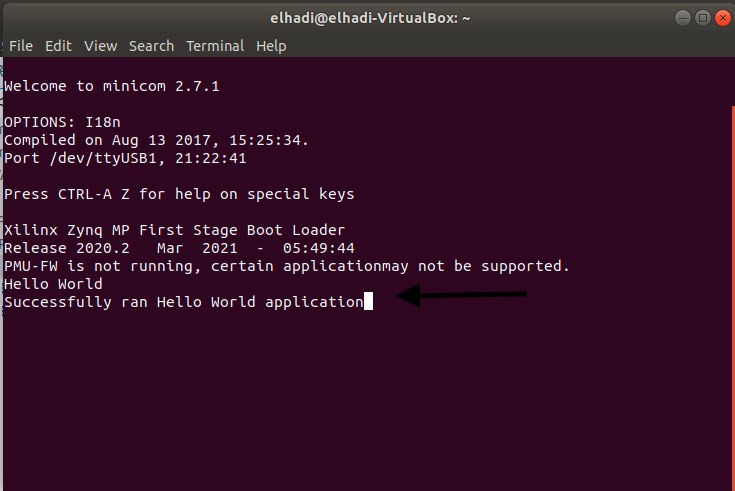 elhadi@elhadi-VirtualBox: ~
File Edit View Search Terminal Help
Welcome to minicom 2.7.1
OPTIONS: I18n
Compiled on Aug 13 2017, 15:25:34.
Port /dev/ttyUSB1, 21:22:41
Press CTRL-A Z for help on special keys
Xilinx Zynq MP First Stage Boot Loader
Release 2020.2   Mar  2021  -  05:49:44
PMU-FW is not running, certain applicationmay not be supported.
Hello World
Successfully ran Hello World application